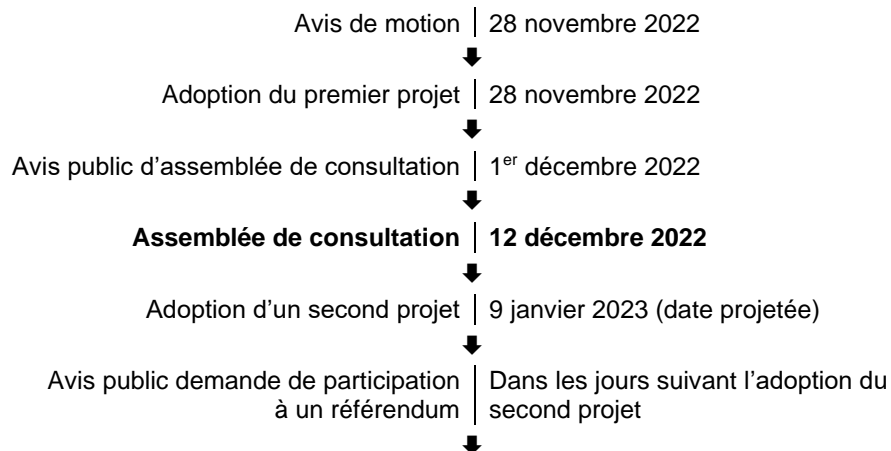 Avis de motion 28 novembre 2022
Adoption du premier projet 28 novembre 2022
Avis public d’assemblée de consultation 1er décembre 2022
Assemblée de consultation 12 décembre 2022
Adoption d’un second projet 9 janvier 2023 (date projetée)
Avis public demande de participation Dans les jours suivant l’adoption du
à un référendum second projet